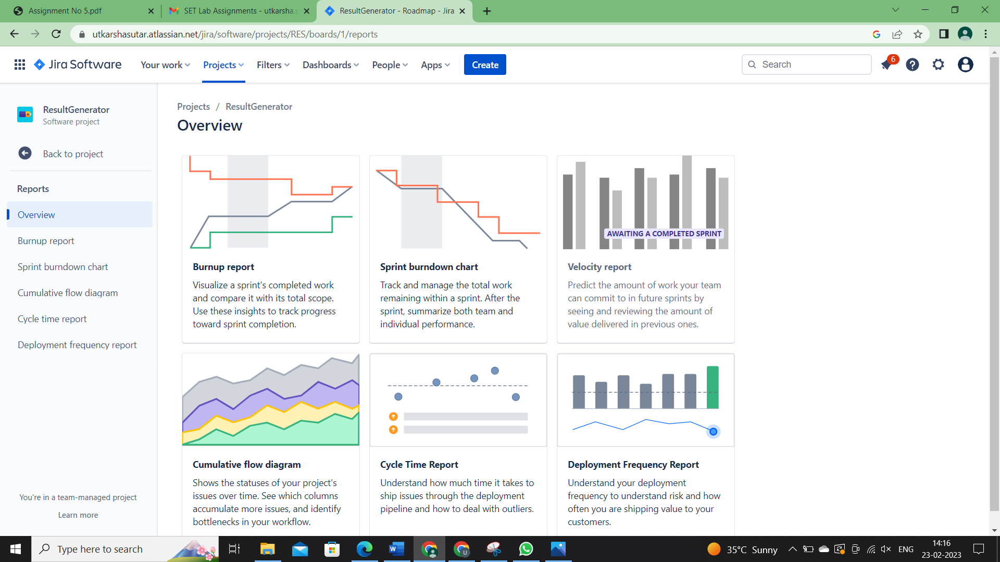 Assignment No 5.pdf
SET Lab Assignments - utkarsha.s
ResultGenerator - Roadmap - Jira
utkarshasutar.atlassian.net/jira/software/projects/RES/boards/1/reports
Jira Software
Your work
Projects
Filters
Dashboards
People
Apps
Create
Search
6
ResultGenerator
Software project
Back to project
Reports
Overview
Burnup report
Sprint burndown chart
Cumulative flow diagram
Cycle time report
Deployment frequency report
You're in a team-managed project
Learn more
Projects / ResultGenerator
Overview
Burnup report
Visualize a sprint's completed work
and compare it with its total scope.
Use these insights to track progress
toward sprint completion.
Sprint burndown chart
Track and manage the total work
remaining within a sprint. After the
sprint, summarize both team and
individual performance.
AWAITING A COMPLETED SPRINT
Velocity report
Predict the amount of work your team
can commit to in future sprints by
seeing and reviewing the amount of
value delivered in previous ones.
Cumulative flow diagram
Shows the statuses of your project's
issues over time. See which columns
accumulate more issues, and identify
bottlenecks in your workflow.
Cycle Time Report
Understand how much time it takes to
ship issues through the deployment
pipeline and how to deal with outliers.
Deployment Frequency Report
Understand your deployment
frequency to understand risk and how
often you are shipping value to your
customers.
Type here to search
W
U
35°C Sunny
ENG
14:16
23-02-2023